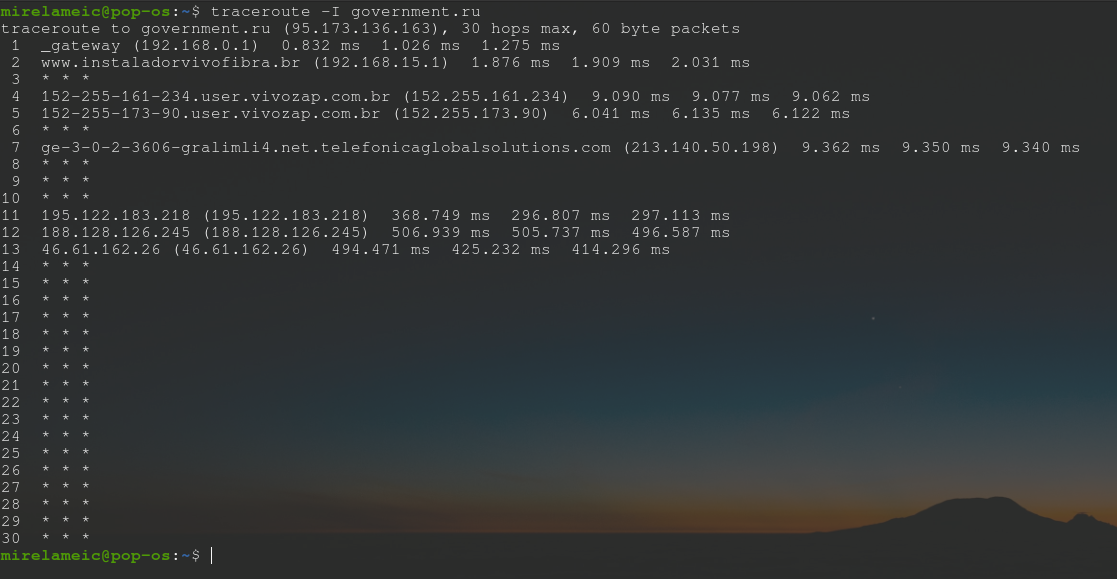 mirelameic@pop-os:~$ traceroute -I government.ru
traceroute to government.ru (95.173.136.163), 30 hops max, 60 byte packets
 1  _gateway (192.168.0.1)  0.832 ms  1.026 ms  1.275 ms
 2  www.instaladorvivofibra.br (192.168.15.1)  1.876 ms  1.909 ms  2.031 ms
 3  * * *
 4  152-255-161-234.user.vivozap.com.br (152.255.161.234)  9.090 ms  9.077 ms  9.062 ms
 5  152-255-173-90.user.vivozap.com.br (152.255.173.90)  6.041 ms  6.135 ms  6.122 ms
 6  * * *
 7  ge-3-0-2-3606-gralimli4.net.telefonicaglobalsolutions.com (213.140.50.198)  9.362 ms  9.350 ms  9.340 ms
 8  * * *
 9  * * *
10  * * *
11  195.122.183.218 (195.122.183.218)  368.749 ms  296.807 ms  297.113 ms
12  188.128.126.245 (188.128.126.245)  506.939 ms  505.737 ms  496.587 ms
13  46.61.162.26 (46.61.162.26)  494.471 ms  425.232 ms  414.296 ms
14  * * *
15  * * *
16  * * *
17  * * *
18  * * *
19  * * *
20  * * *
21  * * *
22  * * *
23  * * *
24  * * *
25  * * *
26  * * *
27  * * *
28  * * *
29  * * *
30  * * *
mirelameic@pop-os:~$